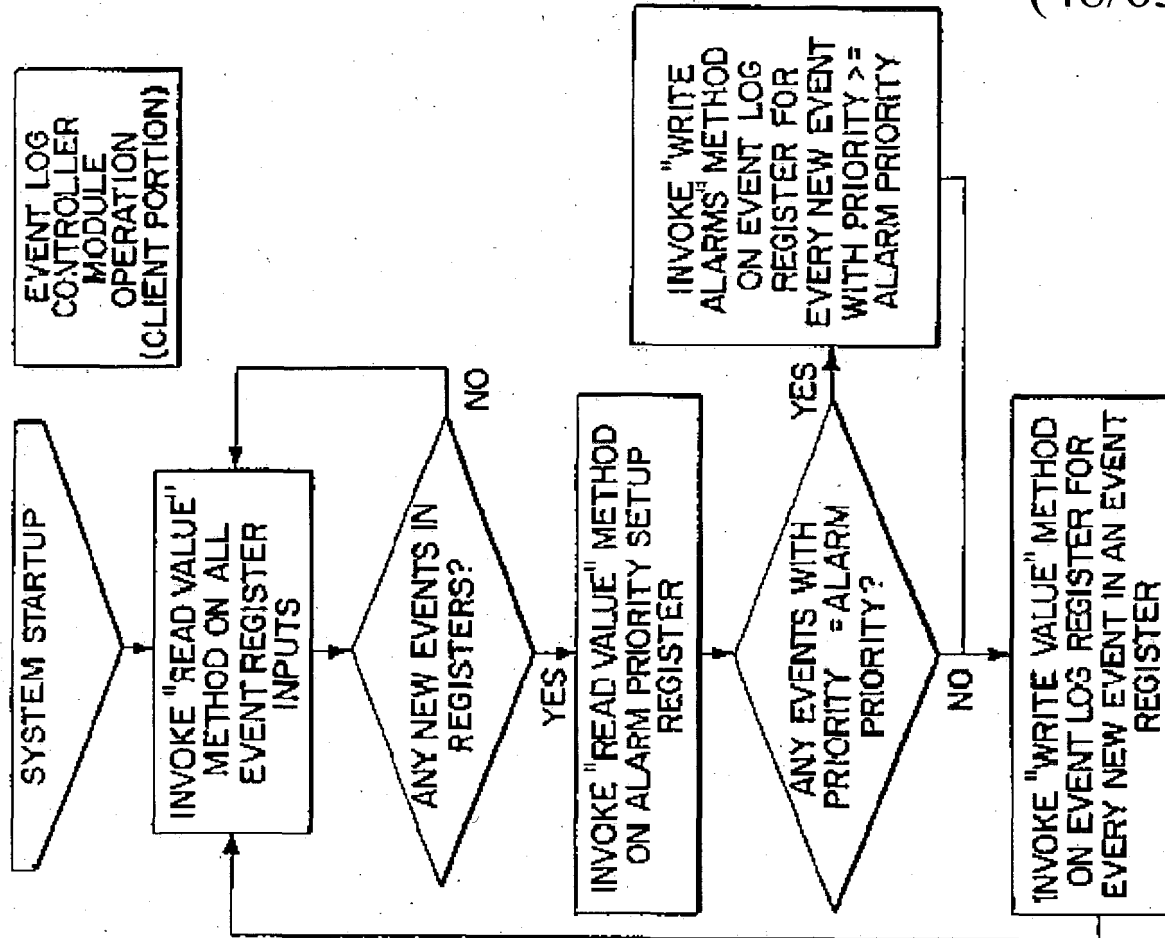 EVENT LOG
CONTROLLER
MODULE
OPERATION
(CLIENT PORTION)
SYSTEM STARTUP
INVOKE "READ VALUE"
METHOD ON ALL
EVENT REGISTER
INPUTS
ANY NEW EVENTS IN
REGISTERS?
NO
YES
INVOKE "READ VALUE" METHOD
ON ALARM PRIORITY SETUP
REGISTER
ANY EVENTS WITH
PRIORITY =ALARM
PRIORITY?
YES
NO
INVOKE "WRITE
ALARMS" METHOD
ON EVENT LOG
REGISTER FOR
EVERY NEW EVENT
WITH PRIORITY >=
ALARM PRIORITY
INVOKE "WRITE VALUE" METHOD
ON EVENT LOG REGISTER FOR
EVERY NEW EVENT IN AN EVENT
REGISTER